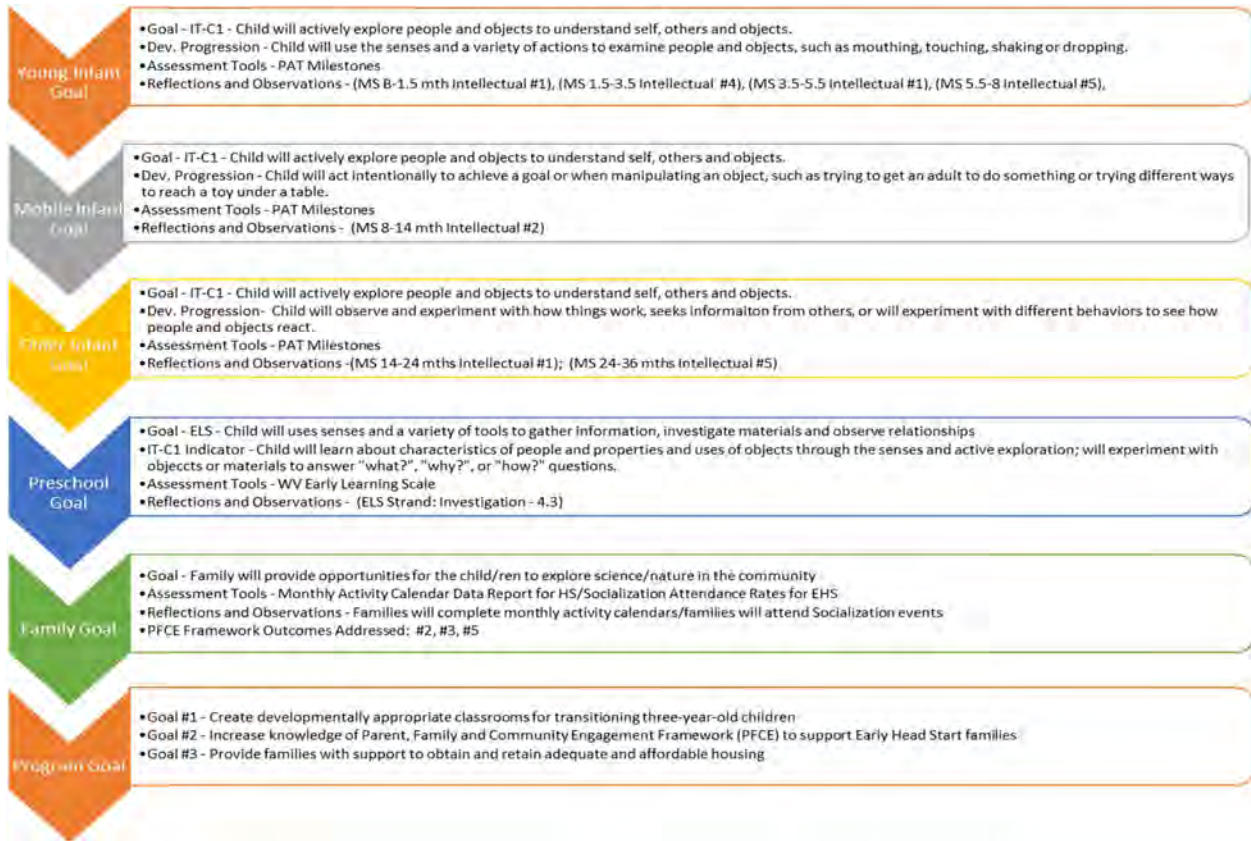 Young Infant
Goal
•Goal - IT-C1 - Child will actively explore people and objects to understand self, others and objects.
•Dev. Progression - Child will use the senses and a variety of actions to examine people and objects, such as mouthing, touching, shaking or dropping.
•Assessment Tools - PAT Milestones
•Reflections and Observations - (MS B-1.5 mth Intellectual #1), (MS 1.5-3.5 Intellectual #4), (MS 3.5-5.5 Intellectual #1), (MS 5.5-8 Intellectual #5),
Mobile Infant
Goal
•Goal - IT-C1 - Child will actively explore people and objects to understand self, others and objects.
•Dev. Progression - Child will act intentionally to achieve a goal or when manipulating an object, such as trying to get an adult to do something or trying different ways
to reach a toy under a table.
•Assessment Tools - PAT Milestones
•Reflections and Observations - (MS 8-14 mth Intellectual #2)
Infant
Goal
•Goal - IT-C1 - Child will actively explore people and objects to understand self, others and objects.
•Dev. Progression- Child will observe and experiment with how things work, seeks informaiton from others, or will experiment with different behaviors to see how
people and objects react.
•Assessment Tools - PAT Milestones
•Reflections and Observations -(MS 14-24 mths Intellectual #1); (MS 24-36 mths Intellectual #5)
Preschool
Goal
•Goal - ELS - Child will uses senses and a variety of tools to gather information, investigate materials and observe relationships
•IT-C1 Indicator - Child will learn about characteristics of people and properties and uses of objects through the senses and active exploration; will experiment with
objeccts or materials to answer "what?", "why?", or "how?" questions.
•Assessment Tools - WV Early Learning Scale
•Reflections and Observations - (ELS Strand: Investigation - 4.3)
Family Goal
•Goal - Family will provide opportunities for the child/ren to explore science/nature in the community
•Assessment Tools - Monthly Activity Calendar Data Report for HS/Socialization Attendance Rates for EHS
•Reflections and Observations - Families will complete monthly activity calendars/families will attend Socialization events
•PFCE Framework Outcomes Addressed: #2, #3, #5
Program Goal
•Goal #1 - Create developmentally appropriate classrooms for transitioning three-year-old children
•Goal #2 - Increase knowledge of Parent, Family and Community Engagement Framework (PFCE) to support Early Head Start families
•Goal #3 - Provide families with support to obtain and retain adequate and affordable housing